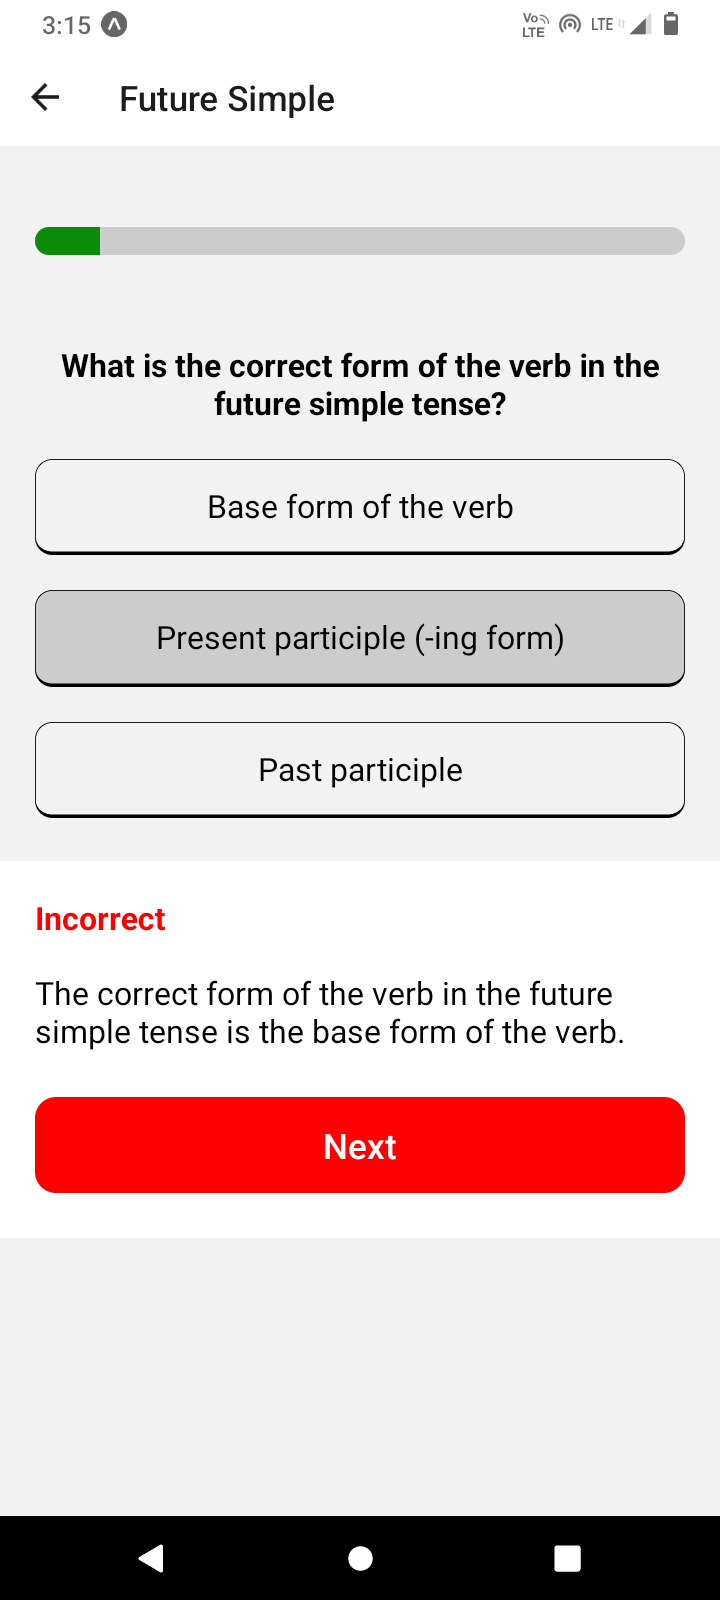 3:15
Vo
LTE
LTE
Future Simple
What is the correct form of the verb in the
future simple tense?
Base form of the verb
Present participle (-ing form)
Past participle
Incorrect
The correct form of the verb in the future
simple tense is the base form of the verb.
Next